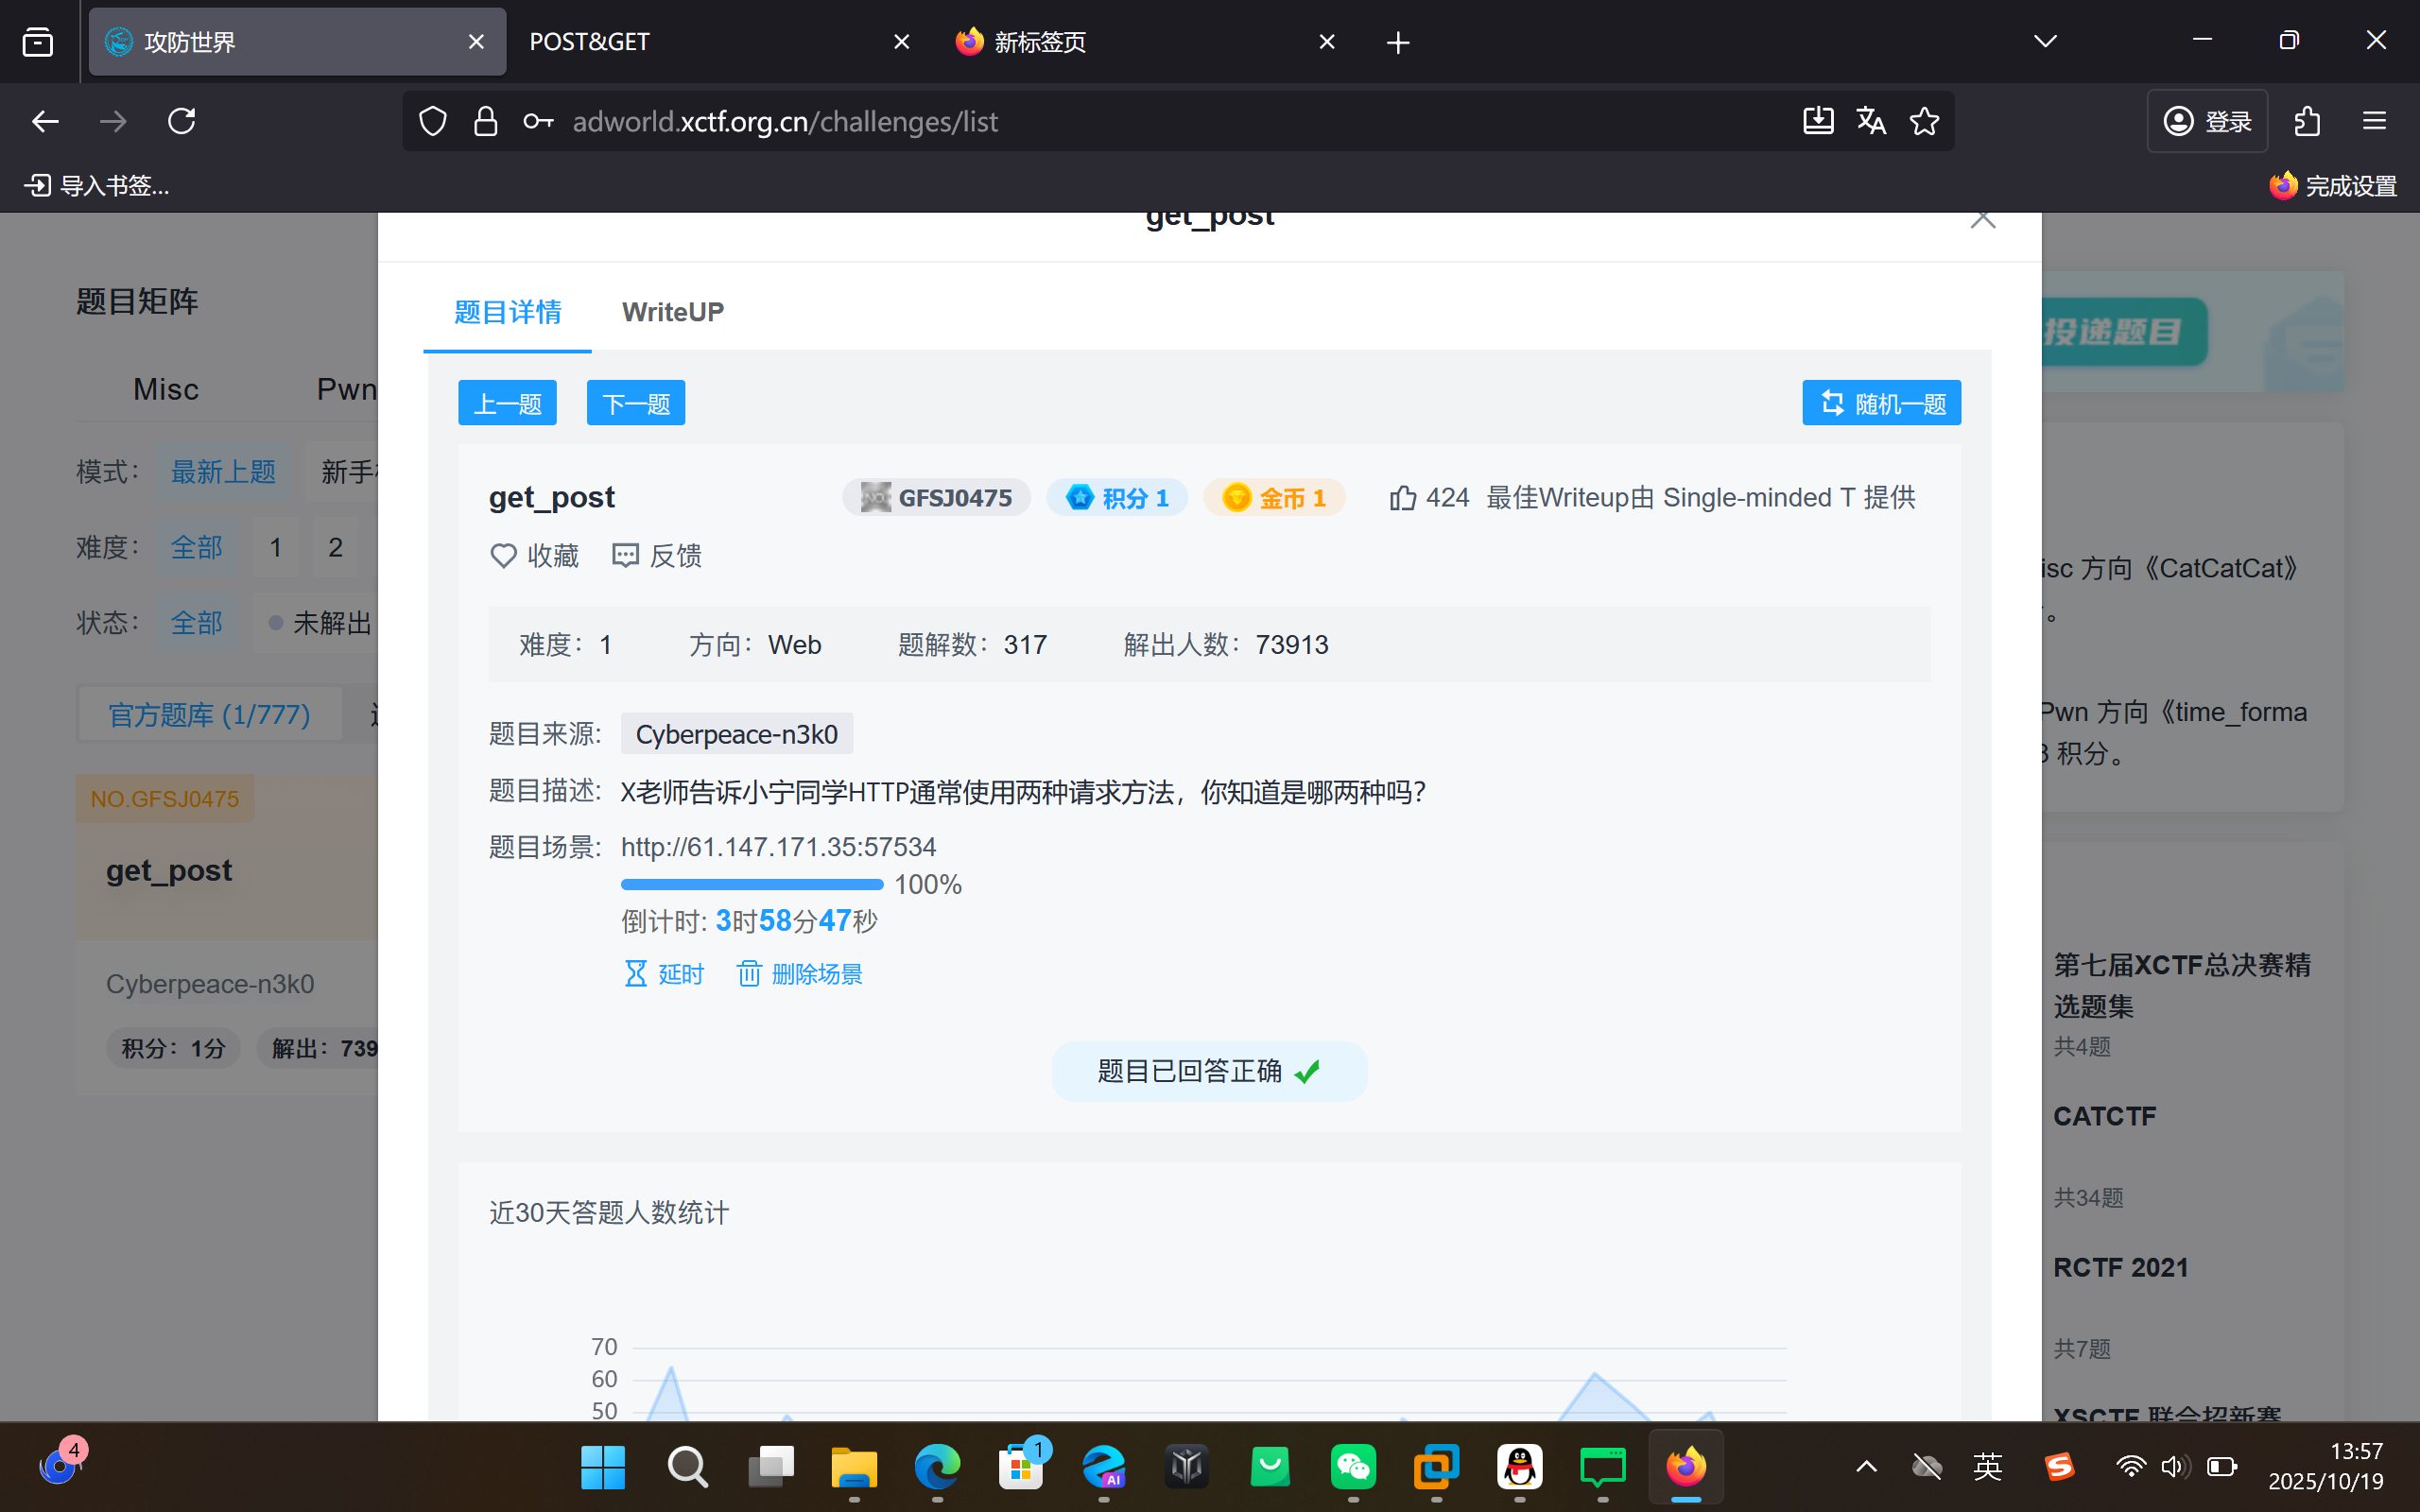 攻防世界
POST&GET
新标签页
adworld.xctf.org.cn/challenges/list
登录
导入书签...
完成设置
get_post
题目矩阵
Misc
Pwn
模式：
最新上题
新手
难度：
全部
1
2
状态：
全部
未解出
官方题库 (1/777)
NO.GFSJ0475
get_post
Cyberpeace-n3k0
积分：1分
解出：739
题目详情
WriteUP
上一题
下一题
随机一题
get_post
NO.
GFSJ0475
积分 1
金币 1
424
最佳Writeup由 Single-minded T 提供
收藏
反馈
难度：1
方向：Web
题解数：317
解出人数：73913
题目来源:
Cyberpeace-n3k0
题目描述:
X老师告诉小宁同学HTTP通常使用两种请求方法，你知道是哪两种吗？
题目场景:
http://61.147.171.35:57534
100%
倒计时: 3时58分47秒
延时
删除场景
题目已回答正确
近30天答题人数统计
70
60
50
投递题目
isc 方向《CatCatCat》
。
Pwn 方向《time_forma
3 积分。
第七届XCTF总决赛精
选题集
共4题
CATCTF
共34题
RCTF 2021
共7题
XSCTF 联合招新赛
4
1
AI
英
13:57
2025/10/19